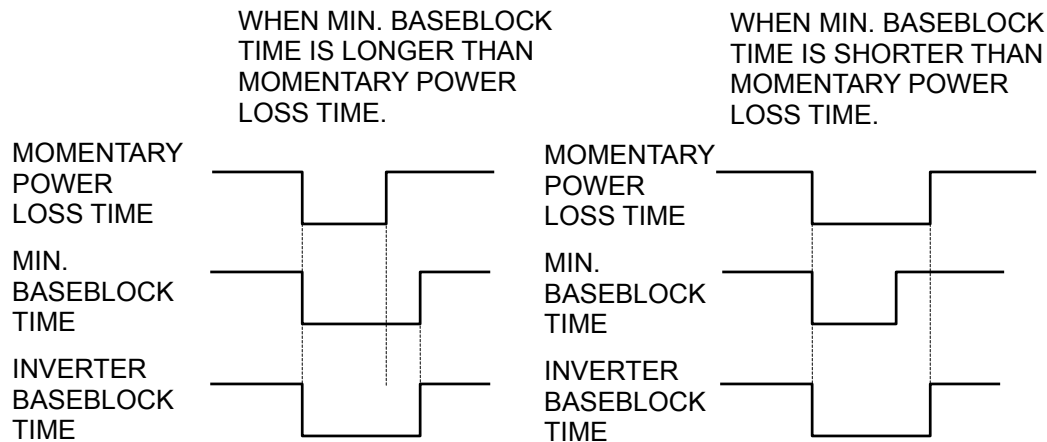 WHEN MIN. BASEBLOCK
TIME IS LONGER THAN
MOMENTARY POWER
LOSS TIME.
WHEN MIN. BASEBLOCK
TIME IS SHORTER THAN
MOMENTARY POWER
LOSS TIME.
MOMENTARY
POWER
LOSS TIME
MIN.
BASEBLOCK
TIME
INVERTER
BASEBLOCK
TIME
MOMENTARY
POWER
LOSS TIME
MIN.
BASEBLOCK
TIME
INVERTER
BASEBLOCK
TIME